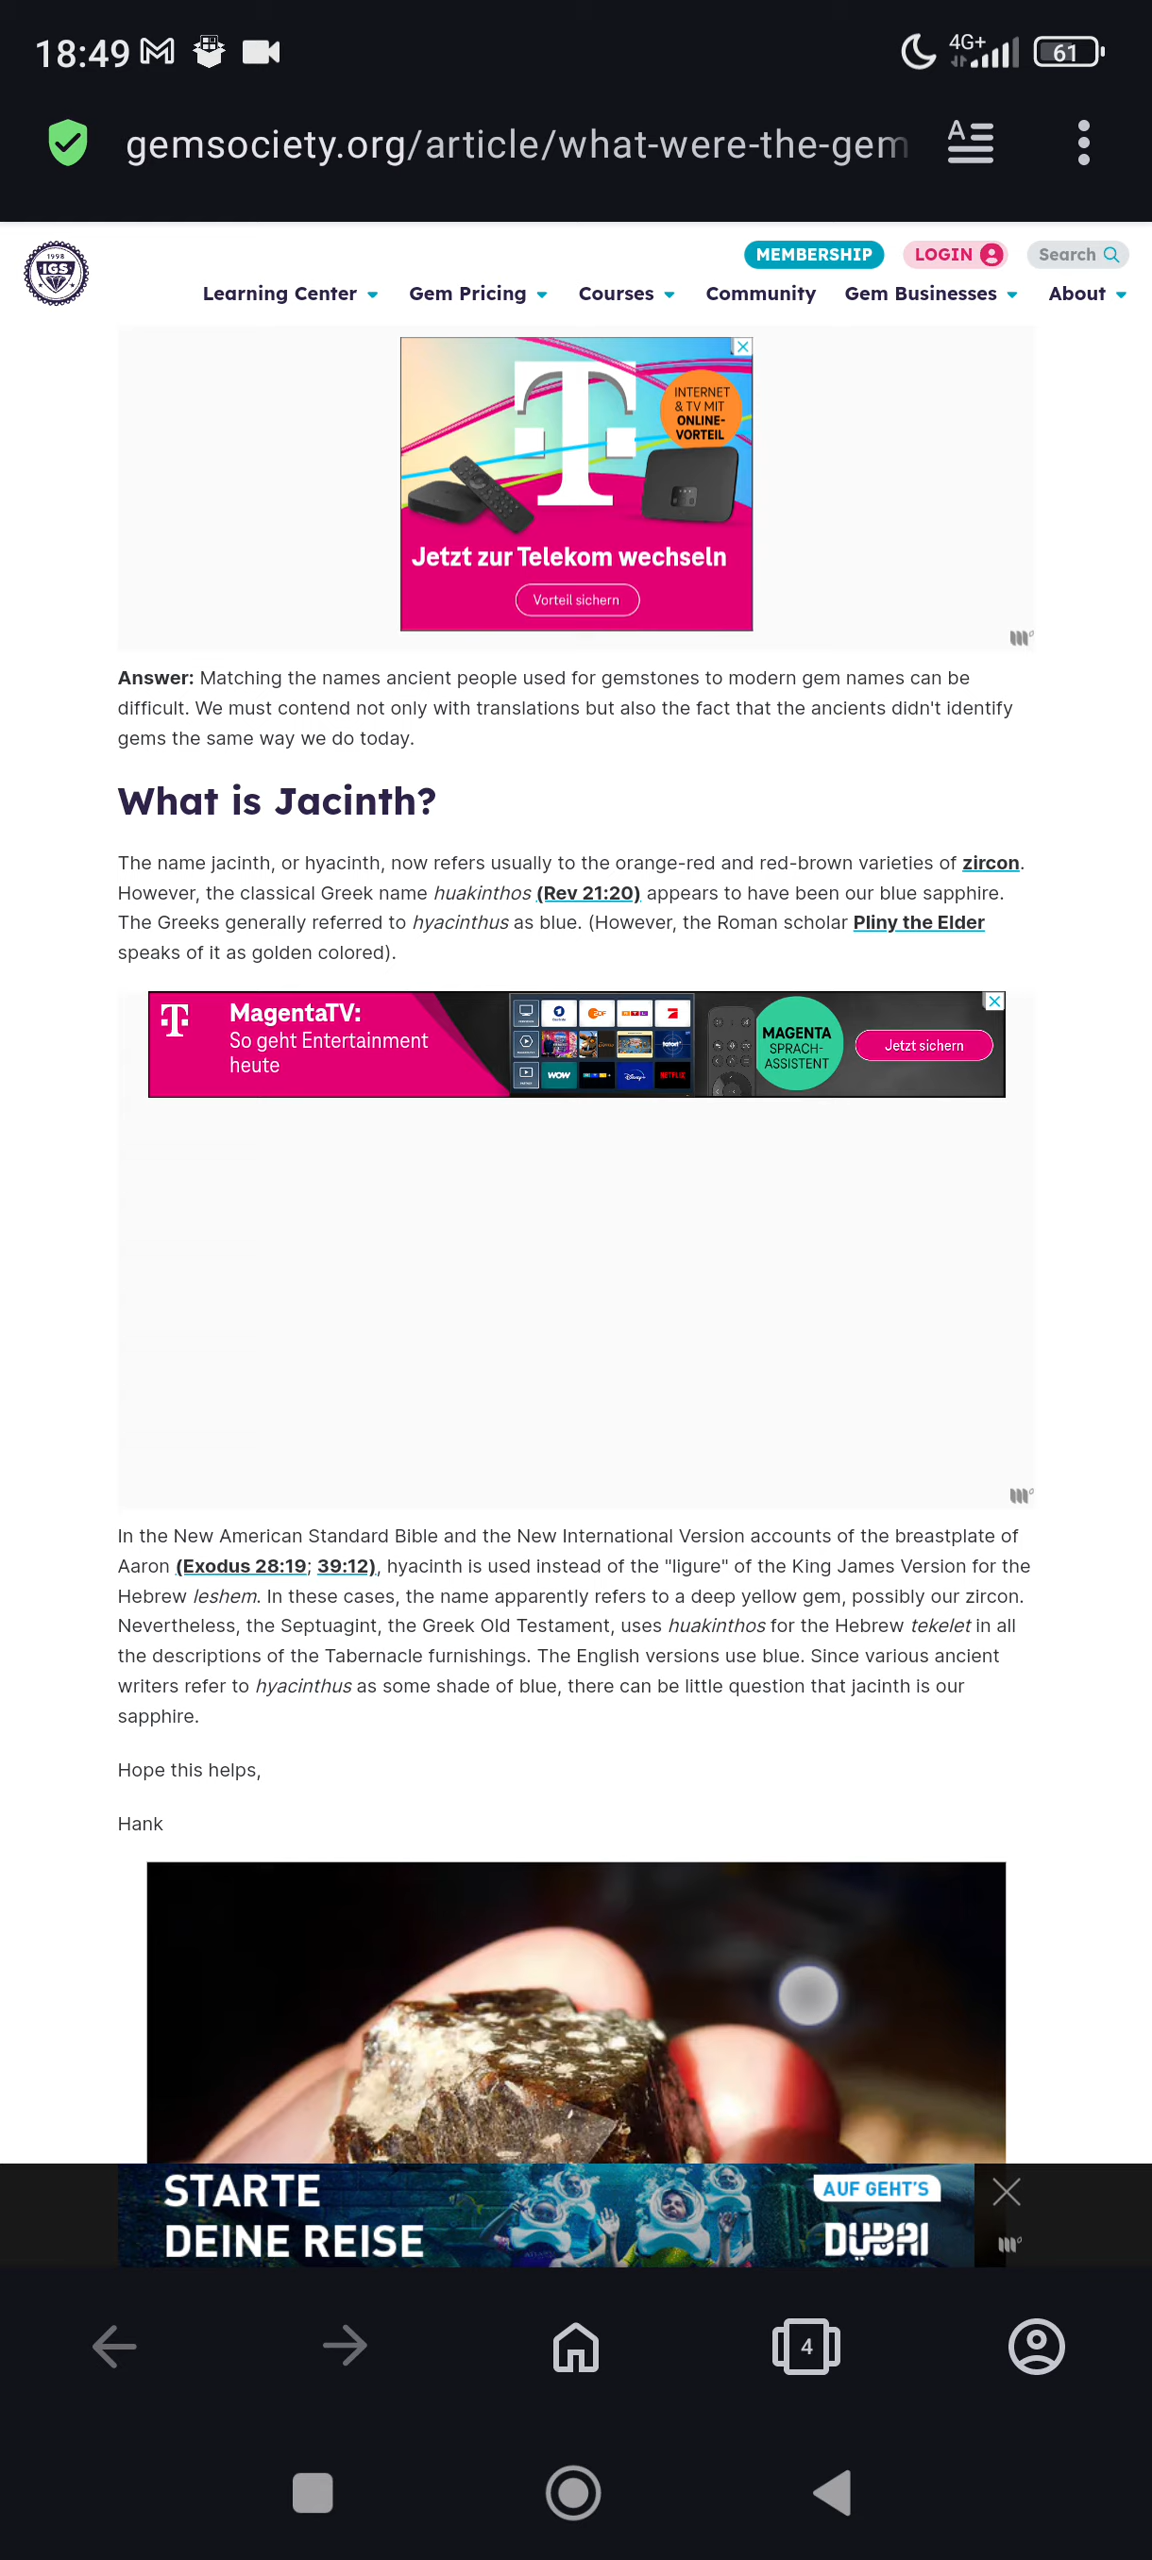 18:49
4G+
61
gemsociety.org/article/what-were-the-gem
1998
IGS
MEMBERSHIP
LOGIN
Search
Learning Center
Gem Pricing
Courses
Community
Gem Businesses
About
T
INTERNET
& TV MIT
ONLINE-
VORTEIL
Jetzt zur Telekom wechseln
Vorteil sichern
Answer: Matching the names ancient people used for gemstones to modern gem names can be
difficult. We must contend not only with translations but also the fact that the ancients didn't identify
gems the same way we do today.
What is Jacinth?
The name jacinth, or hyacinth, now refers usually to the orange-red and red-brown varieties of zircon.
However, the classical Greek name huakinthos (Rev 21:20) appears to have been our blue sapphire.
The Greeks generally referred to hyacinthus as blue. (However, the Roman scholar Pliny the Elder
speaks of it as golden colored).
T
MagentaTV:
So geht Entertainment
heute
ZDF
RTL
7
tatort
WOW
RTL+
Disney+
NETFLIX
MAGENTA
SPRACH-
ASSISTENT
Jetzt sichern
In the New American Standard Bible and the New International Version accounts of the breastplate of
Aaron (Exodus 28:19; 39:12), hyacinth is used instead of the "ligure" of the King James Version for the
Hebrew leshem. In these cases, the name apparently refers to a deep yellow gem, possibly our zircon.
Nevertheless, the Septuagint, the Greek Old Testament, uses huakinthos for the Hebrew tekelet in all
the descriptions of the Tabernacle furnishings. The English versions use blue. Since various ancient
writers refer to hyacinthus as some shade of blue, there can be little question that jacinth is our
sapphire.
Hope this helps,
Hank
STARTE
DEINE REISE
AUF GEHT'S
DUBAI
4